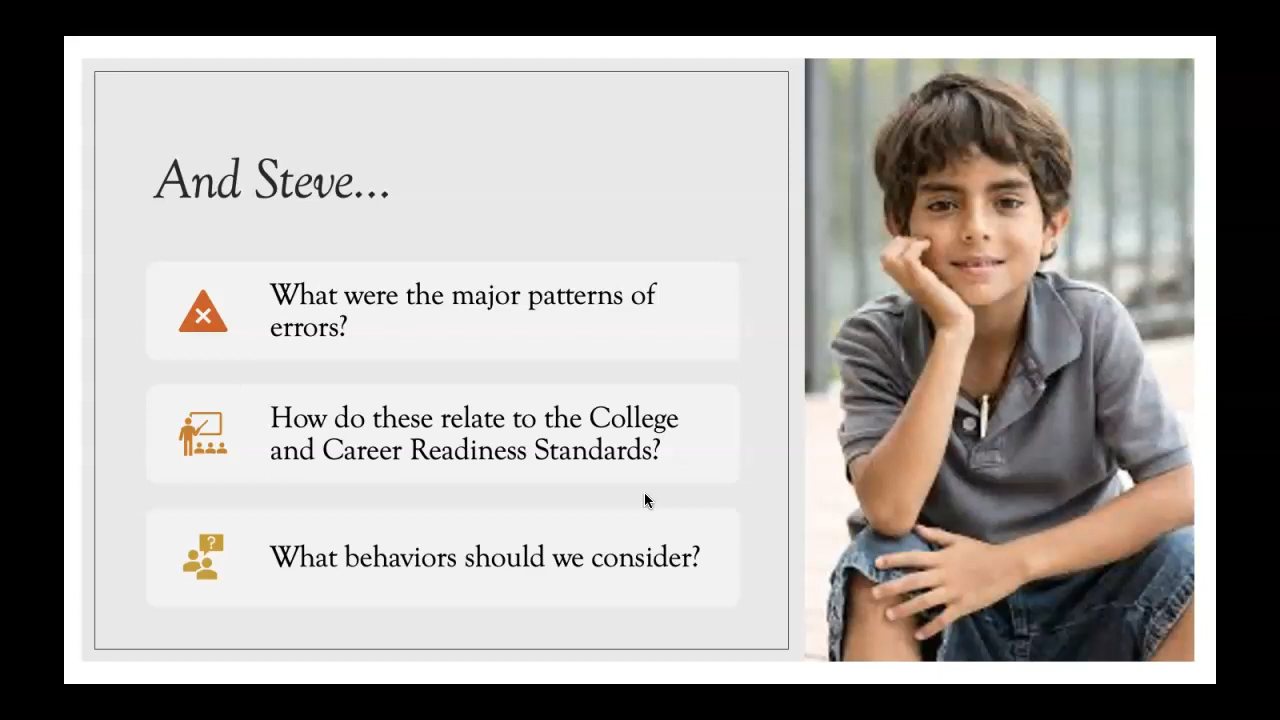 And Steve...
What were the major patterns of
errors?
How do these relate to the College
and Career Readiness Standards?
?
What behaviors should we consider?